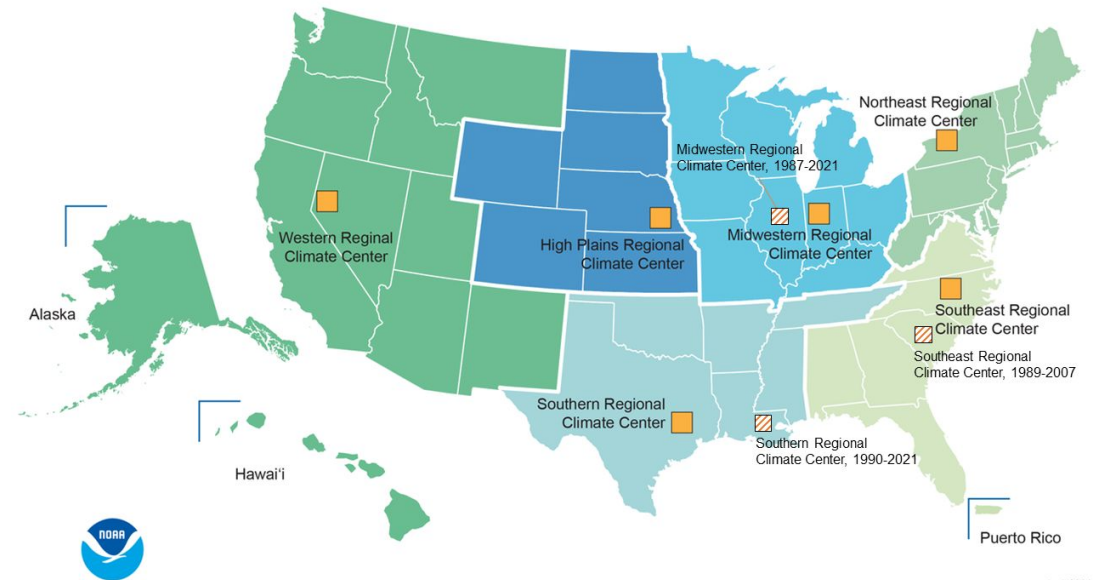 Northeast Regional
Climate Center
Midwestern Regional
Climate Center, 1987-2021
Western Reginal
Climate Center
High Plains Regional
Climate Center
Midwestern Regional
Climate Center
Alaska
Southeast Regional
Climate Center
Southeast Regional
Climate Center, 1989-2007
Southern Regional
Climate Center
Southern Regional
Climate Center, 1990-2021
Hawaiʻi
NOAA
Puerto Rico